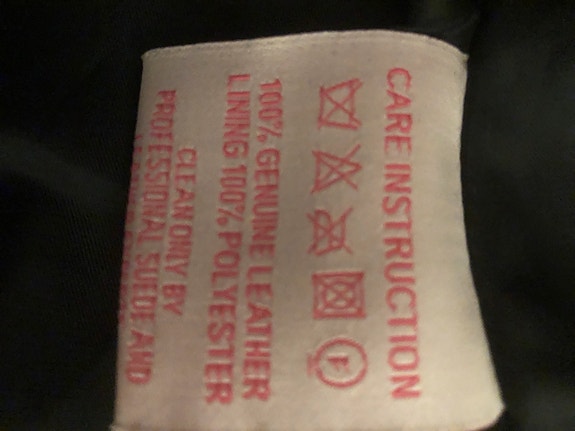 CARE INSTRUCTION
P
100% GENUINE LEATHER
LINING 100% POLYESTER
CLEAN ONLY BY
PROFESSIONAL SUEDE AND